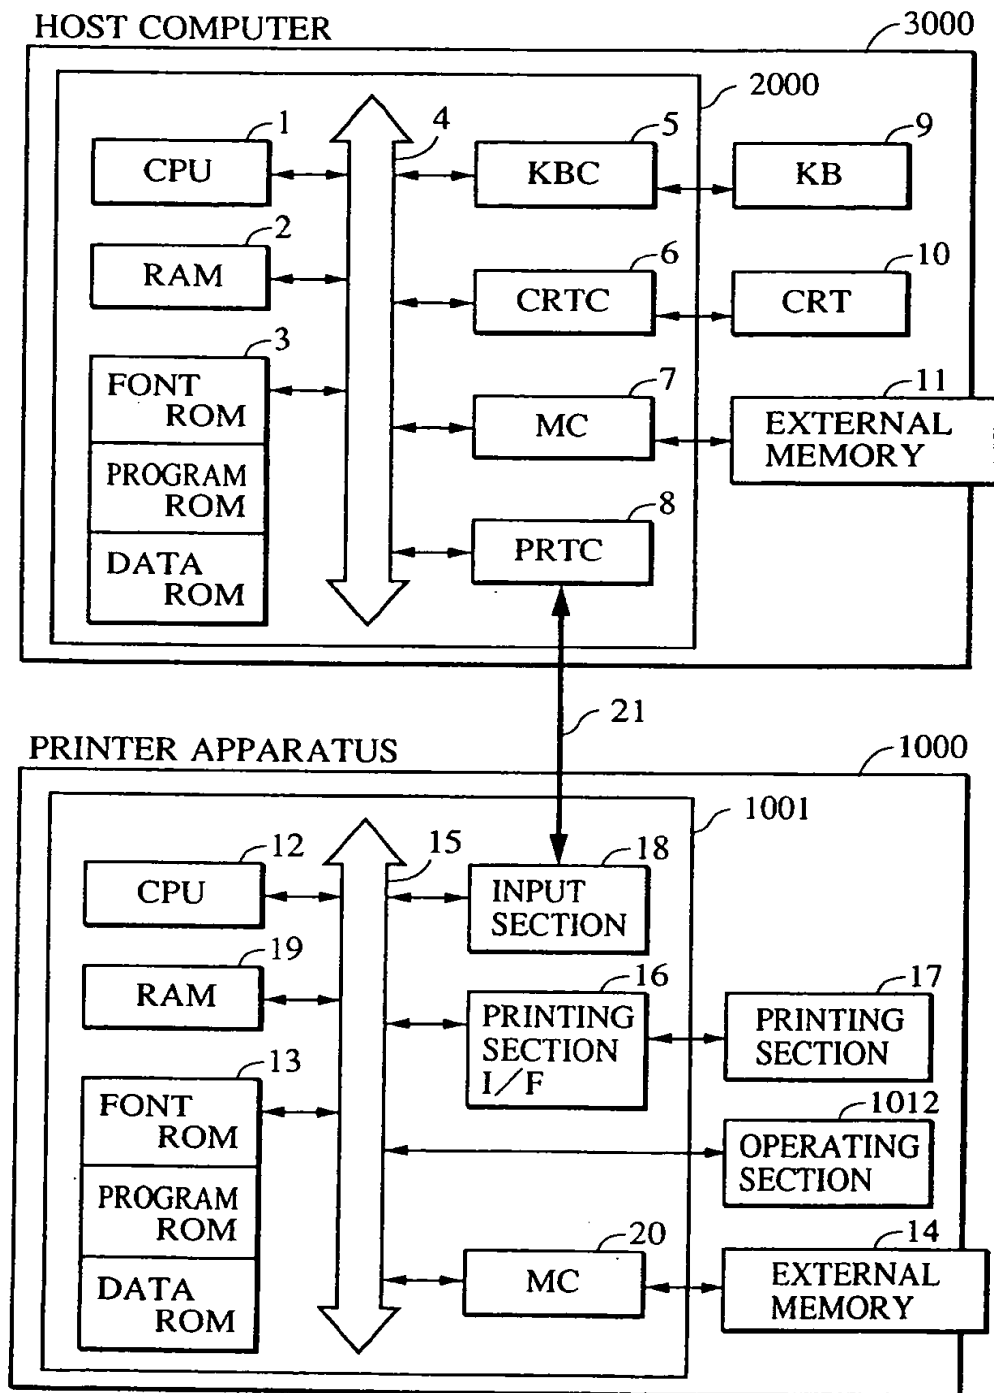 HOST COMPUTER
3000
2000
1
CPU
4
5
KBC
9
KB
2
RAM
6
CRTC
10
CRT
3
FONT
ROM
PROGRAM
ROM
DATA
ROM
7
MC
11
EXTERNAL
MEMORY
8
PRTC
21
PRINTER APPARATUS
1000
1001
12
CPU
15
18
INPUT
SECTION
19
RAM
16
PRINTING
SECTION
I/F
17
PRINTING
SECTION
13
FONT
ROM
PROGRAM
ROM
DATA
ROM
1012
OPERATING
SECTION
20
MC
14
EXTERNAL
MEMORY